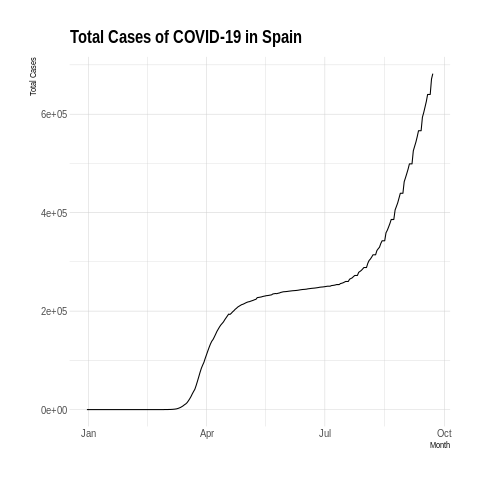 Total Cases of COVID-19 in Spain
Total Cases
6e+05
4e+05
2e+05
0e+00
Jan Apr Jul Oct
Month